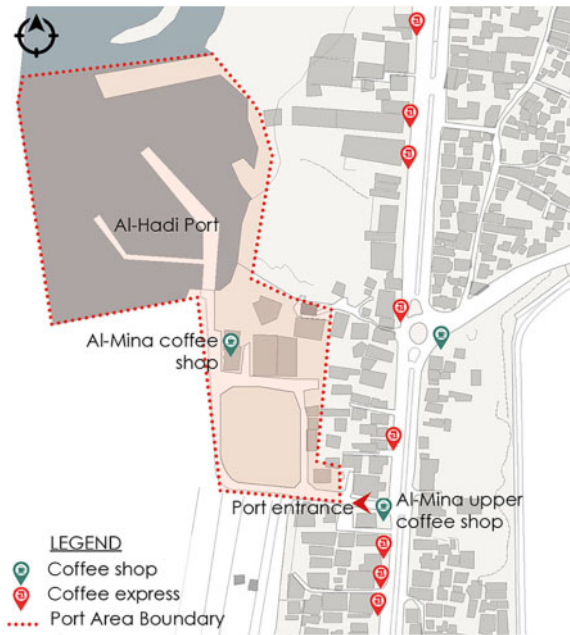 Al-Hadi Port
Al-Mina coffee
shop
Port entrance
Al-Mina upper
coffee shop
LEGEND
Coffee shop
Coffee express
Port Area Boundary